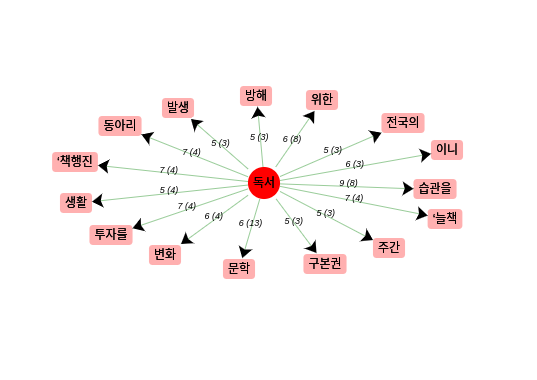 방해
위한
발생
전국의
동아리
5 (3)
6 (8)
5 (3)
5 (3)
이니
7 (4)
‘책행진
6 (3)
7 (4)
독서
9 (8)
습관을
생활
5 (4)
7 (4)
7 (4)
투자를
6 (4)
6 (13)
5 (3)
5 (3)
‘늘책
변화
주간
문학
구본권